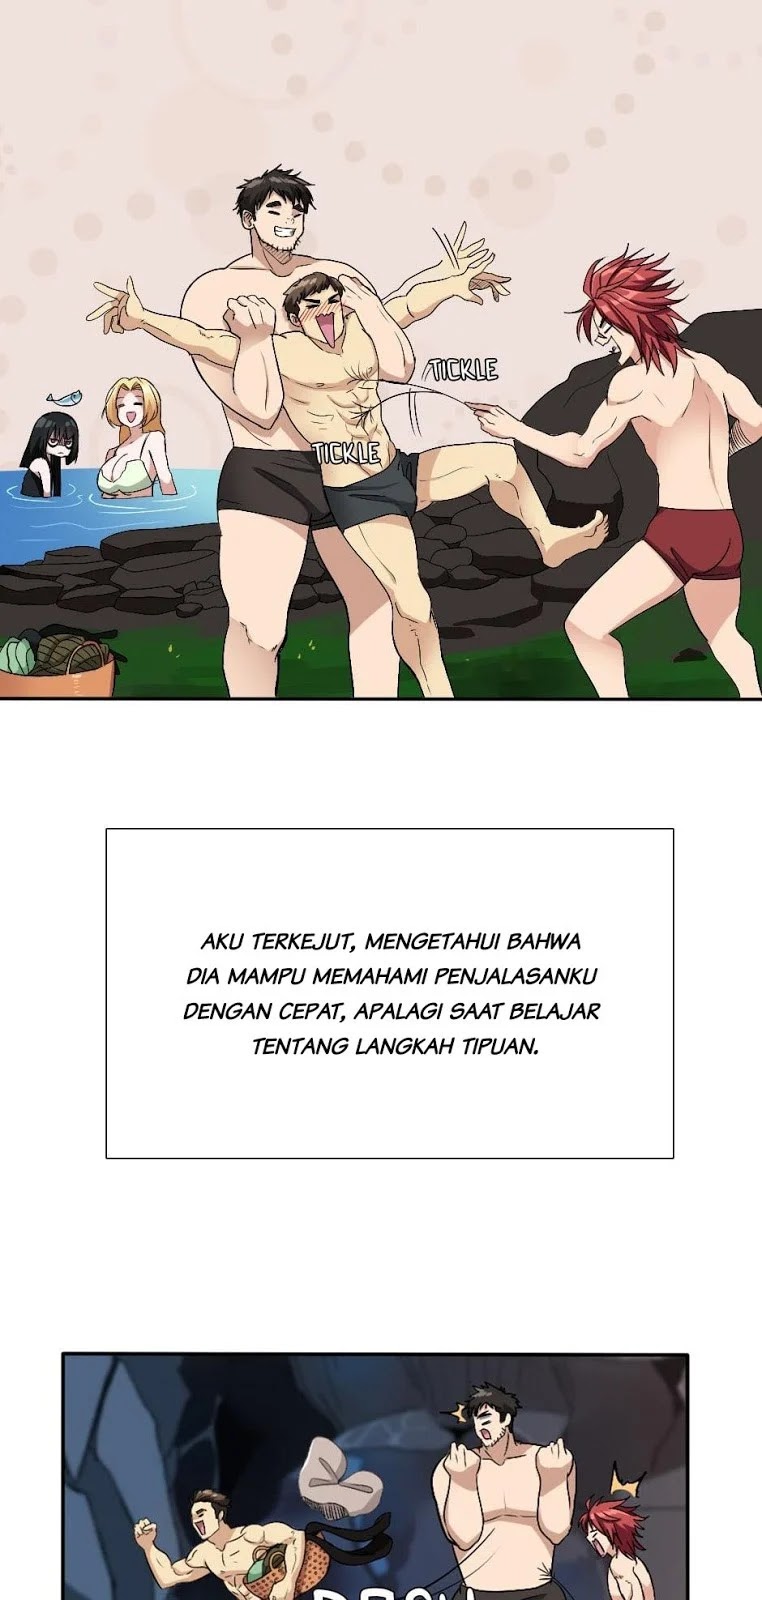 TICKLE
TICKLE
AKU TERKEJUT, MENGETAHUI BAHWA
DIA MAMPU MEMAHAMI PENJALASANKU
DENGAN CEPAT, APALAGI SAAT BELAJAR
TENTANG LANGKAH TIPUAN.